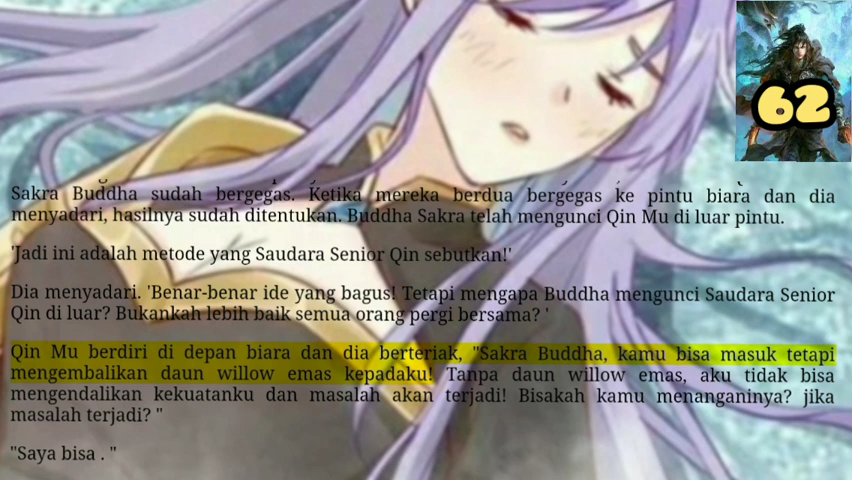 62
Sakra Buddha sudah bergegas. Ketika mereka berdua bergegas ke pintu biara dan dia
menyadari, hasilnya sudah ditentukan. Buddha Sakra telah mengunci Qin Mu di luar pintu.
'Jadi ini adalah metode yang Saudara Senior Qin sebutkan!'
Dia menyadari. 'Benar-benar ide yang bagus! Tetapi mengapa Buddha mengunci Saudara Senior
Qin di luar? Bukankah lebih baik semua orang pergi bersama? '
Qin Mu berdiri di depan biara dan dia berteriak, "Sakra Buddha, kamu bisa masuk tetapi
mengembalikan daun willow emas kepadaku! Tanpa daun willow emas, aku tidak bisa
mengendalikan kekuatanku dan masalah akan terjadi! Bisakah kamu menanganinya? jika
masalah terjadi? "
"Saya bisa . "